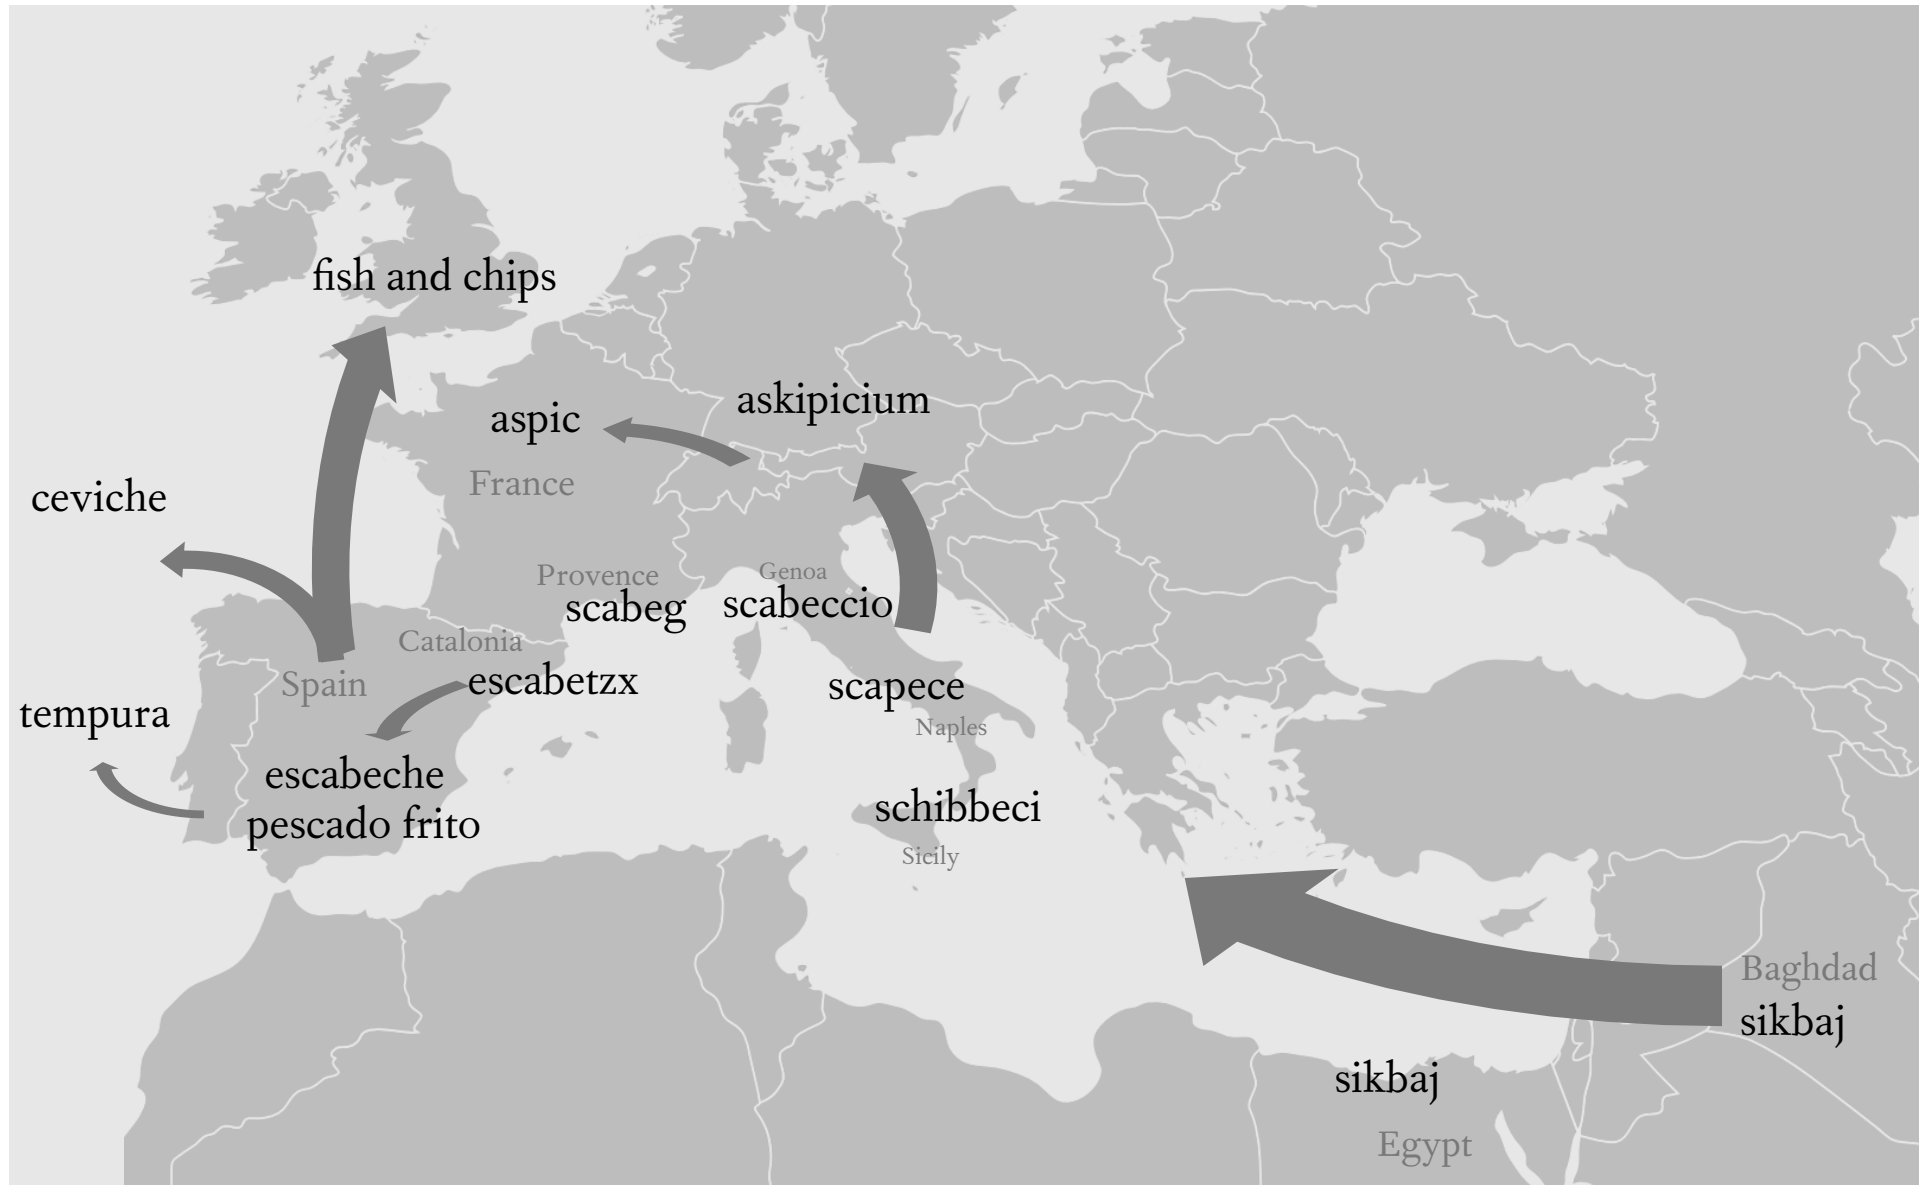 fish and chips
aspic
askipicium
France
ceviche
Provence
scabeg
Genoa
scabeccio
Catalonia
escabetzx
Spain
tempura
scapece
Naples
escabeche
pescado frito
schibbeci
Sicily
Baghdad
sikbaj
sikbaj
Egypt